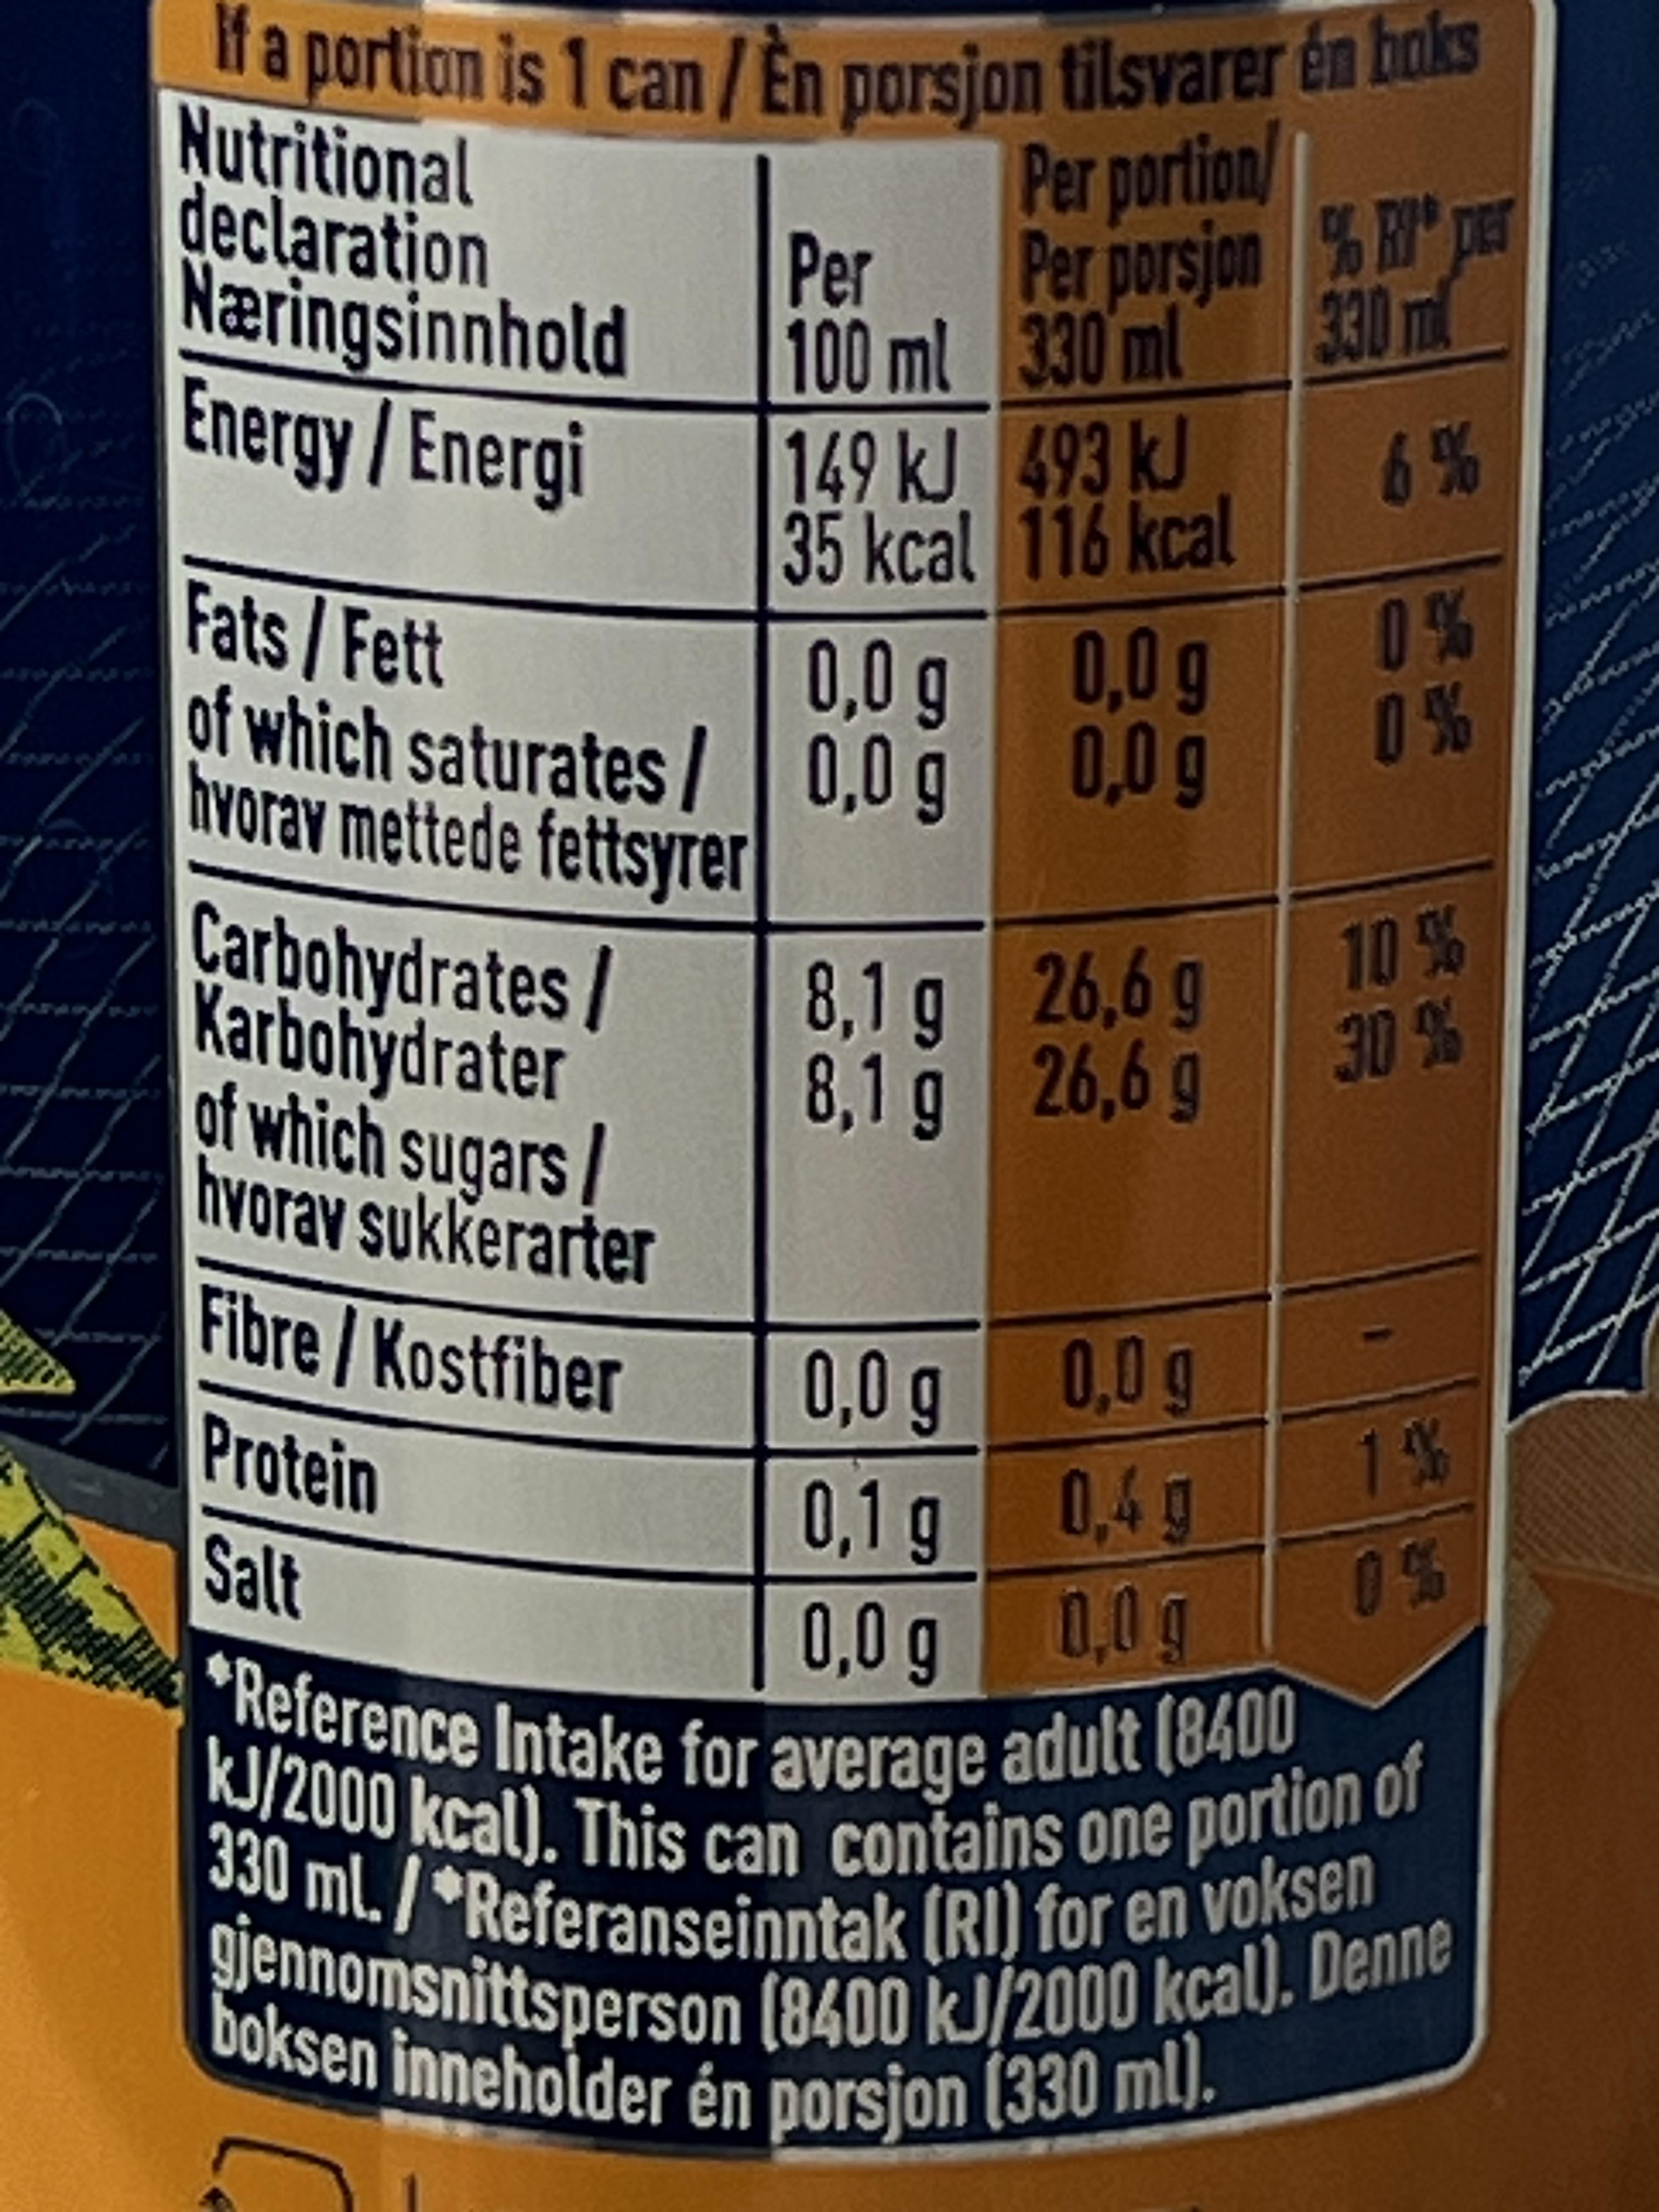 If a portion is 1 can / Èn porsjon tilsvarer én boks
Nutritional
declaration
Næringsinnhold
Per
100 ml
Per portion/
Per porsjon
330 ml
% RI* per
330 ml
Energy / Energi
149 kJ 493 kJ 6 %
35 kcal 116 kcal
Fats / Fett 0,0 g 0,0 g 0 %
of which saturates / 0,0 g 0,0 g 0 %
hvorav mettede fettsyrer
Carbohydrates / 8,1 g 26,6 g 10 %
Karbohydrater
of which sugars / 8,1 g 26,6 g 30 %
hvorav sukkerarter
Fibre / Kostfiber 0,0 g 0,0 g –
Protein 0,1 g 0,4 g 1 %
Salt 0,0 g 0,0 g 0 %
*Reference Intake for average adult (8400
kJ/2000 kcal). This can contains one portion of
330 ml. / *Referanseinntak (RI) for en voksen
gjennomsnittsperson (8400 kJ/2000 kcal). Denne
boksen inneholder én porsjon (330 ml).